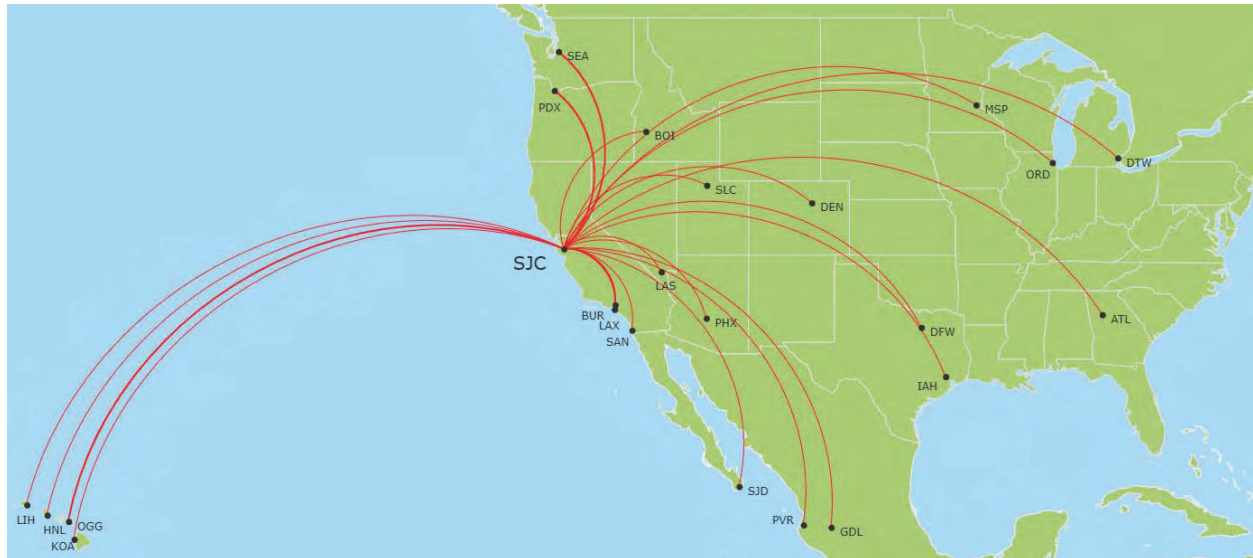 SEA
PDX
MSP
BOI
DTW
ORD
SLC
DEN
SJC
LAS
BUR
LAX
PHX
ATL
SAN
DFW
IAH
SJD
LIH
HNL
OGG
PVR
GDL
KOA